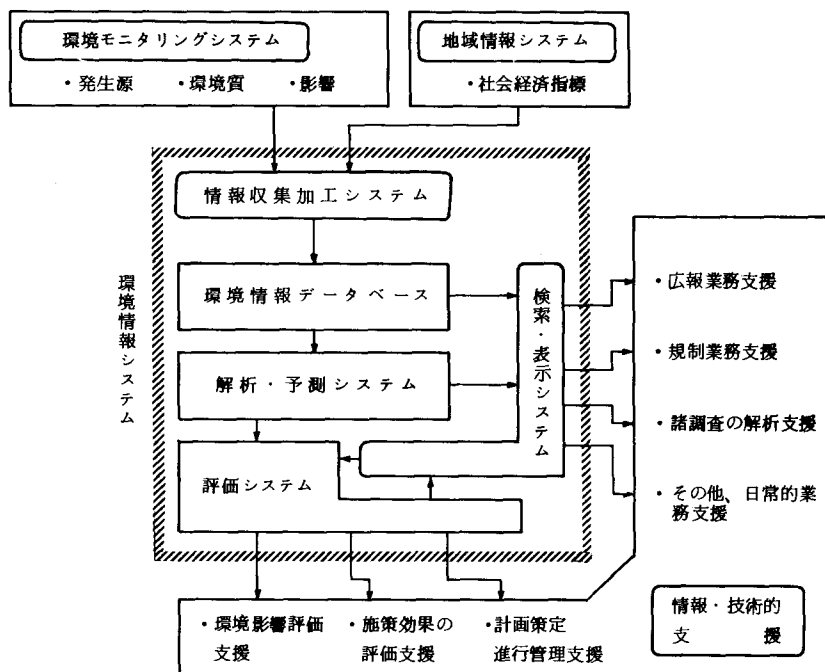 環境モニタリングシステム
・発生源 ・環境質 ・影響
地域情報システム
・社会経済指標
情報収集加工システム
環境情報データベース
解析・予測システム
評価システム
検索・表示システム
環境情報システム
・広報業務支援
・規制業務支援
・諸調査の解析支援
・その他、日常的業
務支援
・環境影響評価
支援
・施策効果の
評価支援
・計画策定
進行管理支援
情報・技術的
支 援